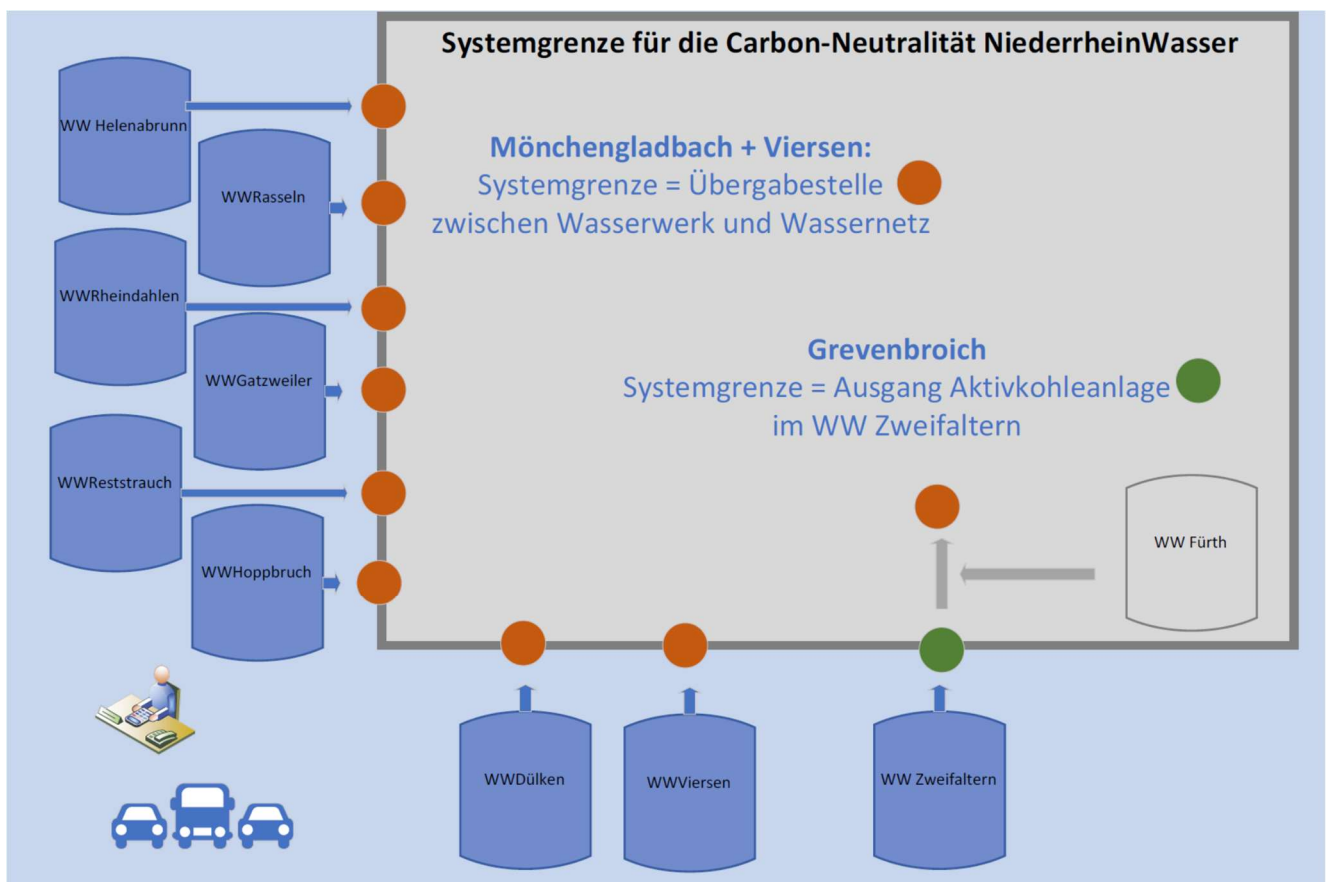 Systemgrenze für die Carbon-Neutralität NiederrheinWasser
WW Helenabrunn
WWRasseln
WWRheindahlen
WWGatzweiler
WWReststrauch
WWHoppbruch
Mönchengladbach + Viersen:
Systemgrenze = Übergabestelle
zwischen Wasserwerk und Wassernetz
Grevenbroich
Systemgrenze = Ausgang Aktivkohleanlage
im WW Zweifaltern
WW Fürth
WWDülken
WWViersen
WW Zweifaltern